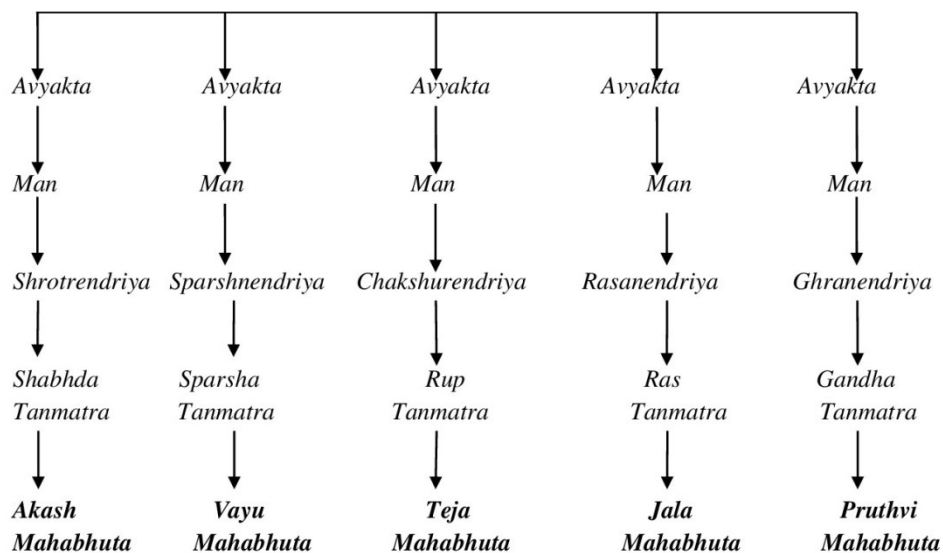 Avyakta Avyakta Avyakta Avyakta Avyakta
Man Man Man Man Man
Shrotrendriya Sparshnendriya Chakshurendriya Rasanendriya Ghranendriya
Shabhda Sparsha Rup Ras Gandha
Tanmatra Tanmatra Tanmatra Tanmatra Tanmatra
Akash Vayu Teja Jala Pruthvi
Mahabhuta Mahabhuta Mahabhuta Mahabhuta Mahabhuta